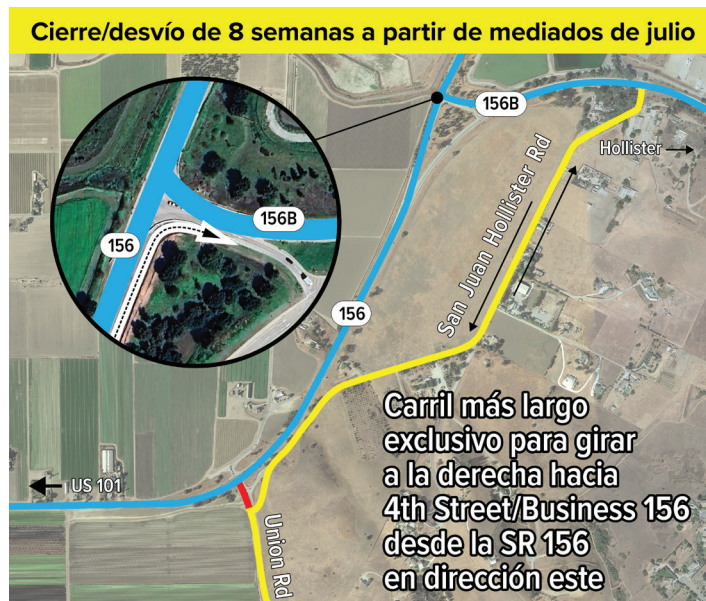 Cierre/desvío de 8 semanas a partir de mediados de julio
156B
Hollister
San Juan Hollister Rd
156B
156
156
Carril más largo
exclusivo para girar
a la derecha hacia
4th Street/Business 156
desde la SR 156
en dirección este
US 101
Union Rd